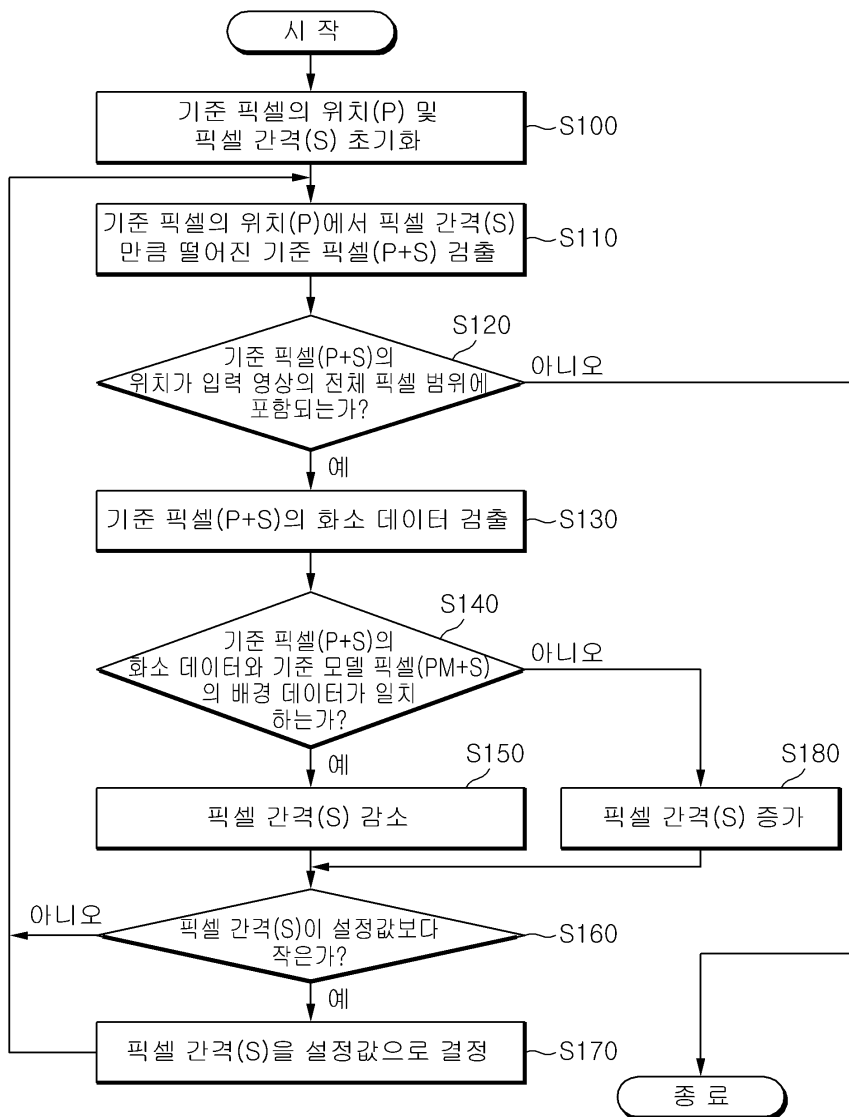 시 작
기준 픽셀의 위치(P) 및
픽셀 간격(S) 초기화
S100
기준 픽셀의 위치(P)에서 픽셀 간격(S)
만큼 떨어진 기준 픽셀(P+S) 검출
S110
S120
기준 픽셀(P+S)의
위치가 입력 영상의 전체 픽셀 범위에
포함되는가?
아니오
예
기준 픽셀(P+S)의 화소 데이터 검출
S130
S140
기준 픽셀(P+S)의
화소 데이터와 기준 모델 픽셀(PM+S)
의 배경 데이터가 일치
하는가?
아니오
예
S150
픽셀 간격(S) 감소
S180
픽셀 간격(S) 증가
아니오
픽셀 간격(S)이 설정값보다
작은가?
S160
예
픽셀 간격(S)을 설정값으로 결정
S170
종 료